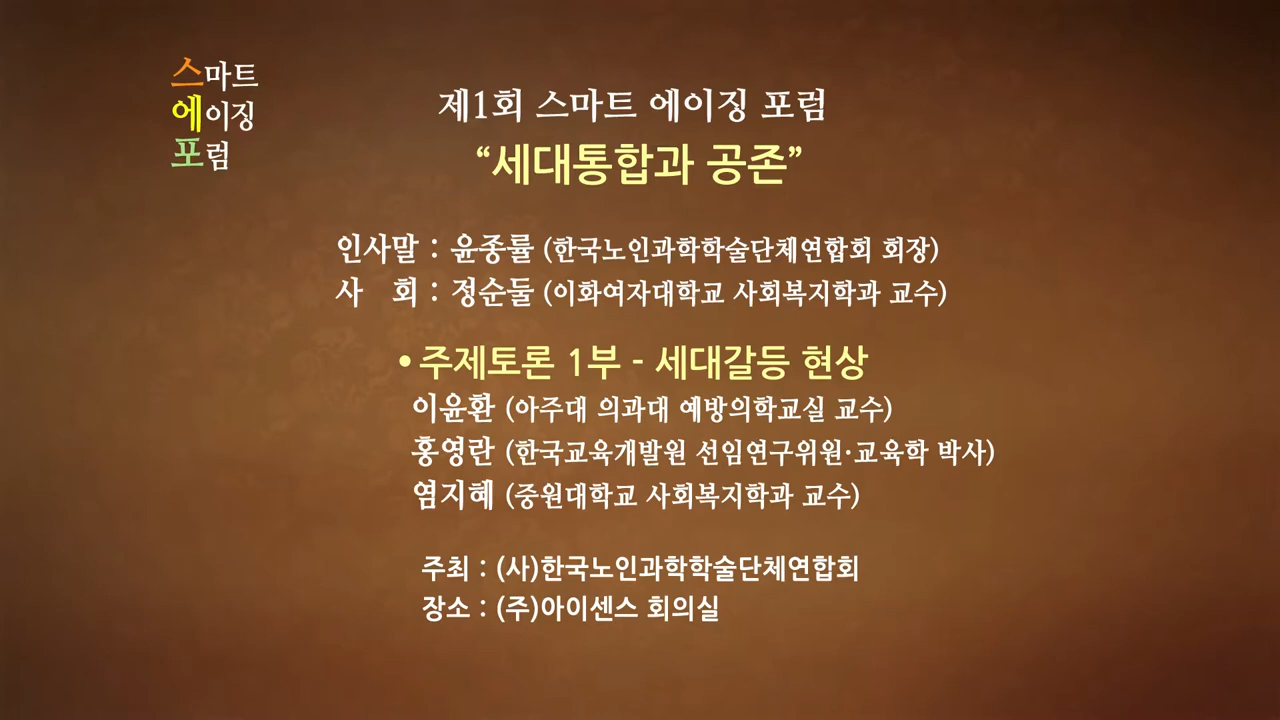 스마트
에이징
포럼
제1회 스마트 에이징 포럼
“세대통합과 공존”
인사말 : 윤종률 (한국노인과학학술단체연합회 회장)
사 회 : 정순둘 (이화여자대학교 사회복지학과 교수)
• 주제토론 1부 - 세대갈등 현상
이윤환 (아주대 의과대 예방의학교실 교수)
홍영란 (한국교육개발원 선임연구위원·교육학 박사)
염지혜 (중원대학교 사회복지학과 교수)
주최 : (사)한국노인과학학술단체연합회
장소 : (주)아이센스 회의실